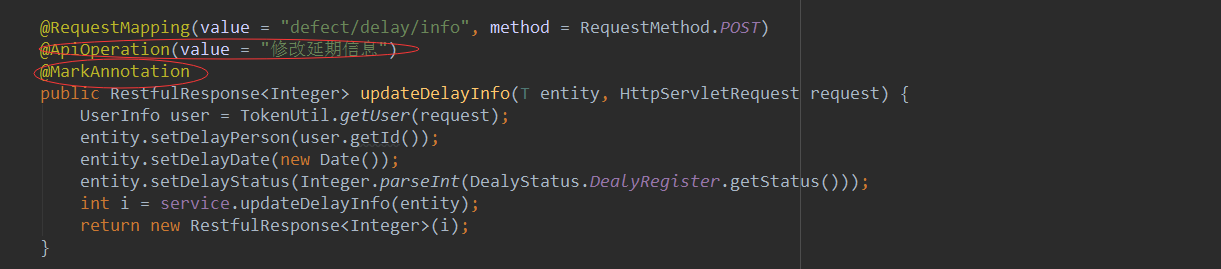 @RequestMapping(value = "defect/delay/info", method = RequestMethod.POST)
@ApiOperation(value = "修改延期信息")
@MarkAnnotation
public RestfulResponse<Integer> updateDelayInfo(T entity, HttpServletRequest request) {
UserInfo user = TokenUtil.getUser(request);
entity.setDelayPerson(user.getId());
entity.setDelayDate(new Date());
entity.setDelayStatus(Integer.parseInt(DealyStatus.DealyRegister.getStatus()));
int i = service.updateDelayInfo(entity);
return new RestfulResponse<Integer>(i);
}